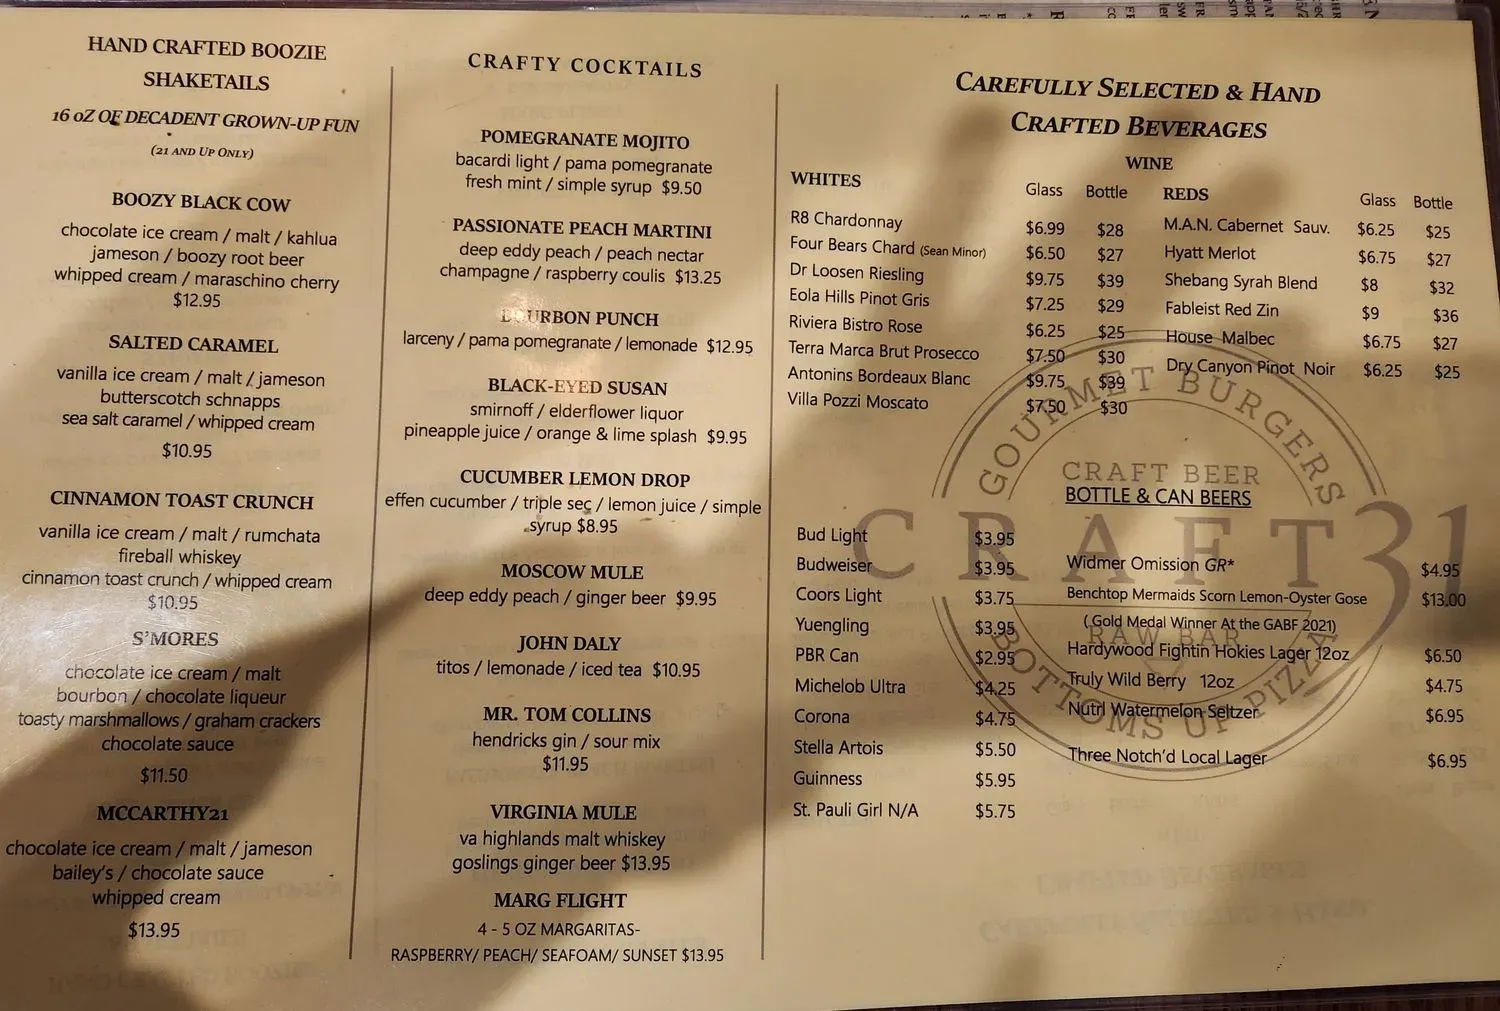 HAND CRAFTED BOOZIE
SHAKETAILS
16 OZ OF DECADENT GROWN-UP FUN
(21 AND UP ONLY)
BOOZY BLACK COW
chocolate ice cream / malt / kahlua
jameson / boozy root beer
whipped cream / maraschino cherry
$12.95
SALTED CARAMEL
vanilla ice cream / malt / jameson
butterscotch schnapps
sea salt caramel / whipped cream
$10.95
CINNAMON TOAST CRUNCH
vanilla ice cream / malt / rumchata
fireball whiskey
cinnamon toast crunch / whipped cream
$10.95
S'MORES
chocolate ice cream / malt
bourbon / chocolate liqueur
toasty marshmallows / graham crackers
chocolate sauce
$11.50
MCCARTHY21
chocolate ice cream / malt / jameson
bailey's / chocolate sauce
whipped cream
$13.95
CRAFTY COCKTAILS
POMEGRANATE MOJITO
bacardi light / pama pomegranate
fresh mint / simple syrup $9.50
PASSIONATE PEACH MARTINI
deep eddy peach / peach nectar
champagne / raspberry coulis $13.25
BOURBON PUNCH
larceny / pama pomegranate / lemonade $12.95
BLACK-EYED SUSAN
smirnoff / elderflower liquor
pineapple juice / orange & lime splash $9.95
CUCUMBER LEMON DROP
effen cucumber / triple sec / lemon juice / simple
syrup $8.95
MOSCOW MULE
deep eddy peach / ginger beer $9.95
JOHN DALY
titos / lemonade / iced tea $10.95
MR. TOM COLLINS
hendricks gin / sour mix
$11.95
VIRGINIA MULE
va highlands malt whiskey
goslings ginger beer $13.95
MARG FLIGHT
4 - 5 OZ MARGARITAS-
RASPBERRY/ PEACH/ SEAFOAM/ SUNSET $13.95
CAREFULLY SELECTED & HAND
CRAFTED BEVERAGES
WINE
WHITES Glass Bottle
R8 Chardonnay $6.99 $28
Four Bears Chard (Sean Minor) $6.50 $27
Dr Loosen Riesling $9.75 $39
Eola Hills Pinot Gris $7.25 $29
Riviera Bistro Rose $6.25 $25
Terra Marca Brut Prosecco $7.50 $30
Antonins Bordeaux Blanc $9.75 $39
Villa Pozzi Moscato $7.50 $30
REDS Glass Bottle
M.A.N. Cabernet Sauv. $6.25 $25
Hyatt Merlot $6.75 $27
Shebang Syrah Blend $8 $32
Fableist Red Zin $9 $36
House Malbec $6.75 $27
Dry Canyon Pinot Noir $6.25 $25
GOURMET BURGERS
CRAFT BEER
CRAFT 31
RAW BAR
BOTTOMS UP PIZZA
BOTTLE & CAN BEERS
Bud Light $3.95
Budweiser $3.95
Coors Light $3.75
Yuengling $3.95
PBR Can $2.95
Michelob Ultra $4.25
Corona $4.75
Stella Artois $5.50
Guinness $5.95
St. Pauli Girl N/A $5.75
Widmer Omission GR* $4.95
Benchtop Mermaids Scorn Lemon-Oyster Gose $13.00
( Gold Medal Winner At the GABF 2021)
Hardywood Fightin Hokies Lager 12oz $6.50
Truly Wild Berry 12oz $4.75
Nutrl Watermelon Seltzer $6.95
Three Notch'd Local Lager $6.95